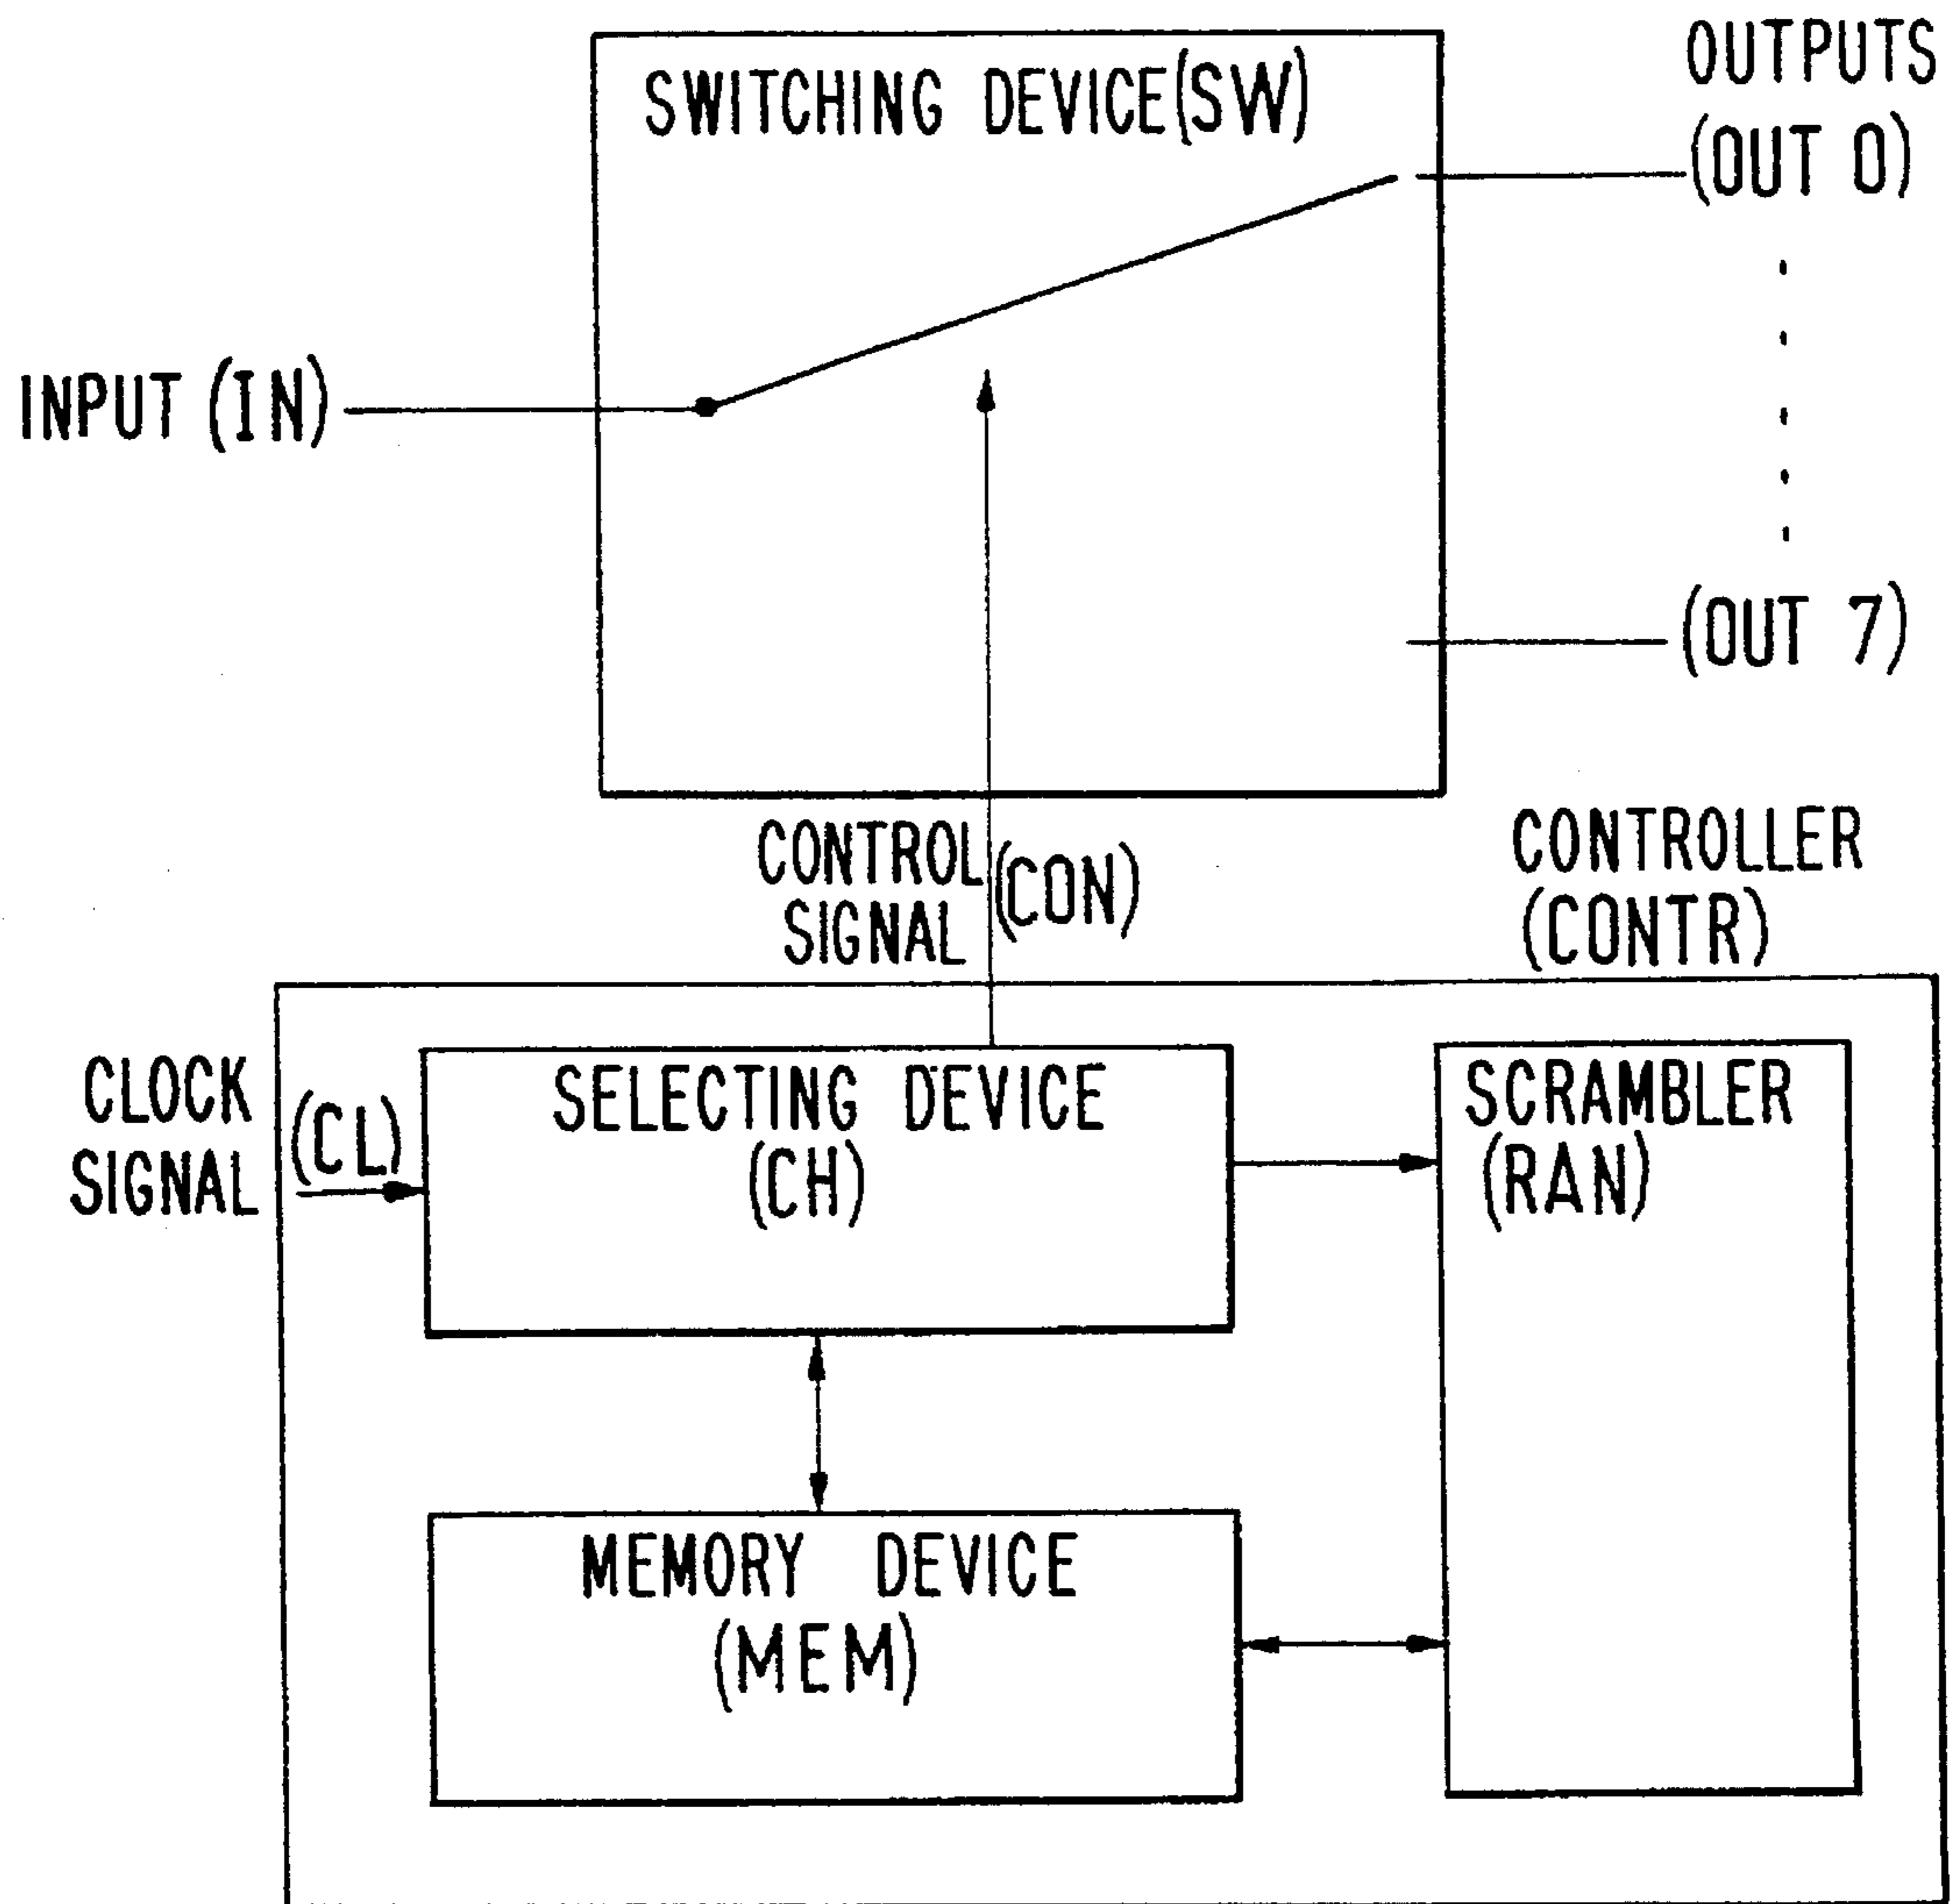 SWITCHING DEVICE(SW)
OUTPUTS
(OUT 0)
INPUT (IN)
(OUT 7)
CONTROL
SIGNAL
(CON)
CONTROLLER
(CONTR)
CLOCK
SIGNAL
(CL)
SELECTING DEVICE
(CH)
SCRAMBLER
(RAN)
MEMORY DEVICE
(MEM)